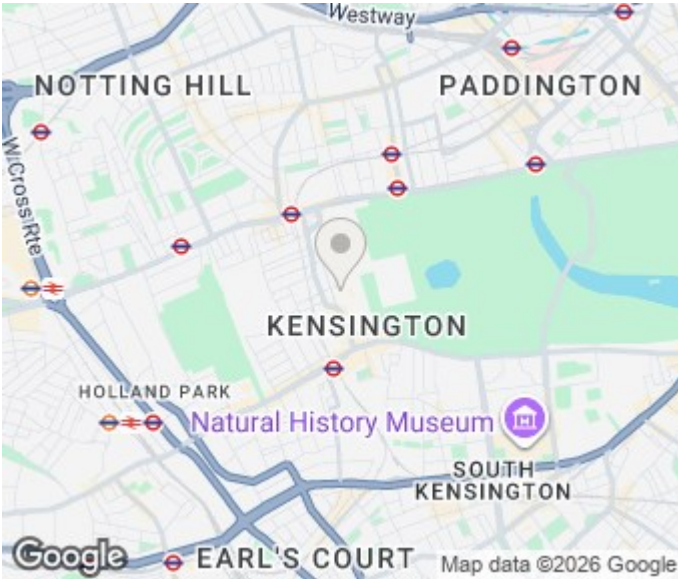 Westway
NOTTING HILL
PADDINGTON
W Cross Rte
KENSINGTON
HOLLAND PARK
Natural History Museum
SOUTH
KENSINGTON
EARL'S COURT
Google
Map data ©2026 Google